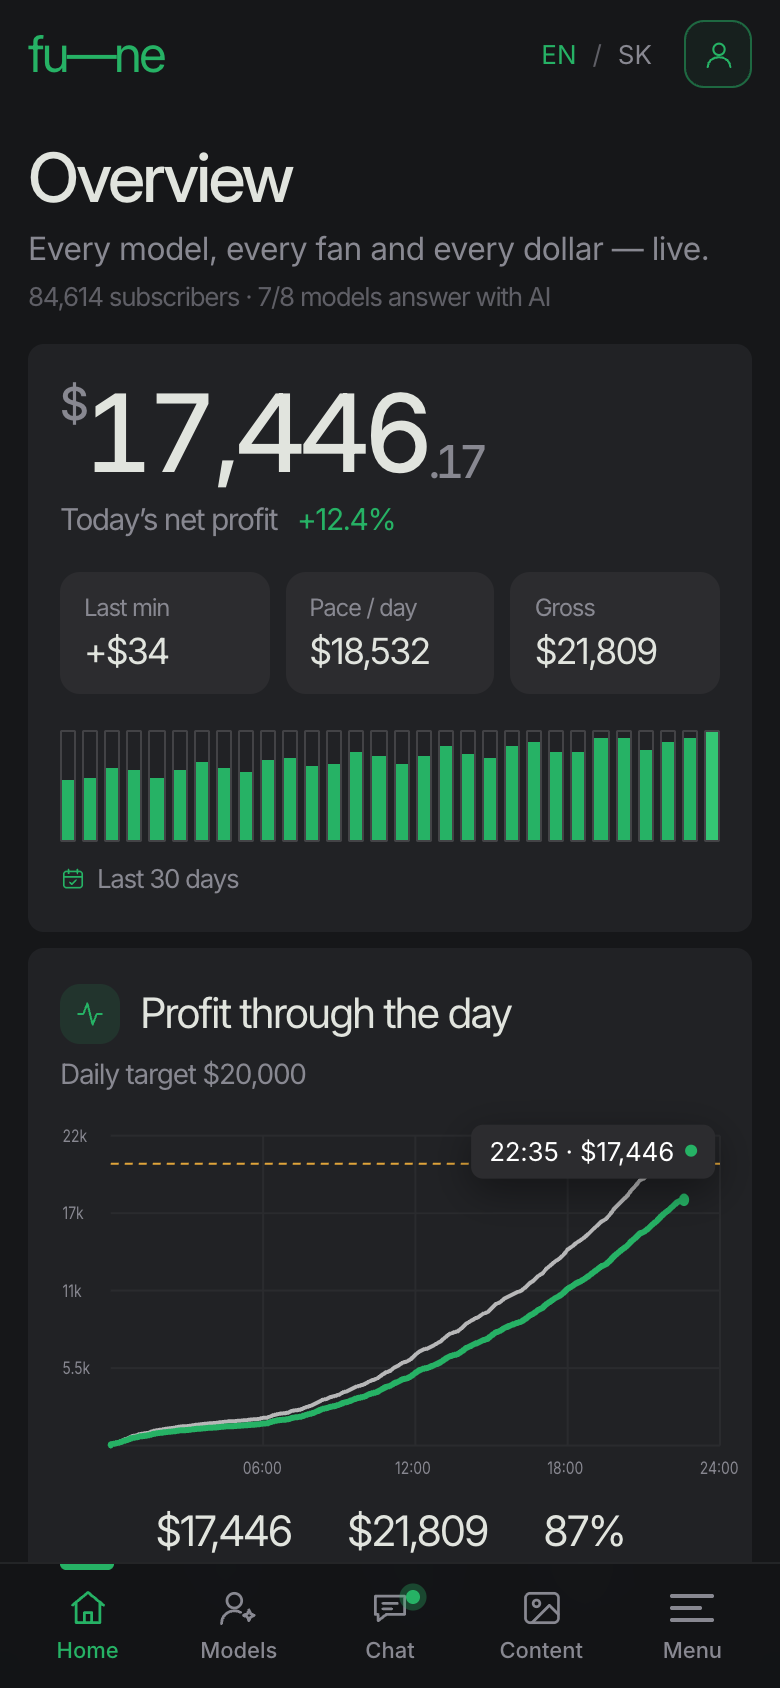 fu—ne
EN / SK
Overview
Every model, every fan and every dollar — live.
84,614 subscribers · 7/8 models answer with AI
$17,446.17
Today’s net profit +12.4%
Last min
+$34
Pace / day
$18,532
Gross
$21,809
Last 30 days
Profit through the day
Daily target $20,000
22k
22:35 · $17,446
17k
11k
5.5k
06:00 12:00 18:00 24:00
$17,446 $21,809 87%
Home Models Chat Content Menu